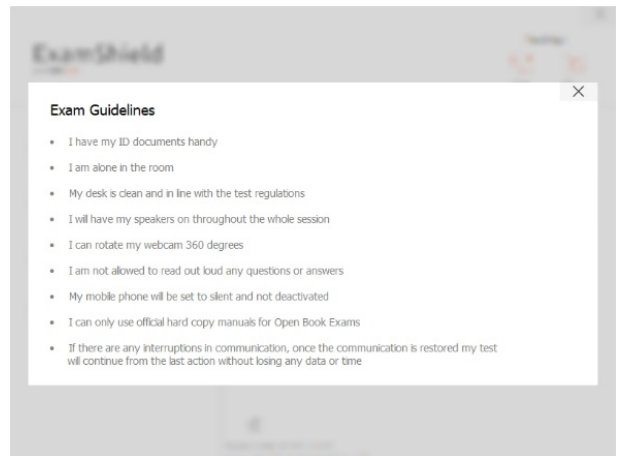 ExamShield
Exam Guidelines
• I have my ID documents handy
• I am alone in the room
• My desk is clean and in line with the test regulations
• I will have my speakers on throughout the whole session
• I can rotate my webcam 360 degrees
• I am not allowed to read out loud any questions or answers
• My mobile phone will be set to silent and not deactivated
• I can only use official hard copy manuals for Open Book Exams
• If there are any interruptions in communication, once the communication is restored my test
will continue from the last action without losing any data or time